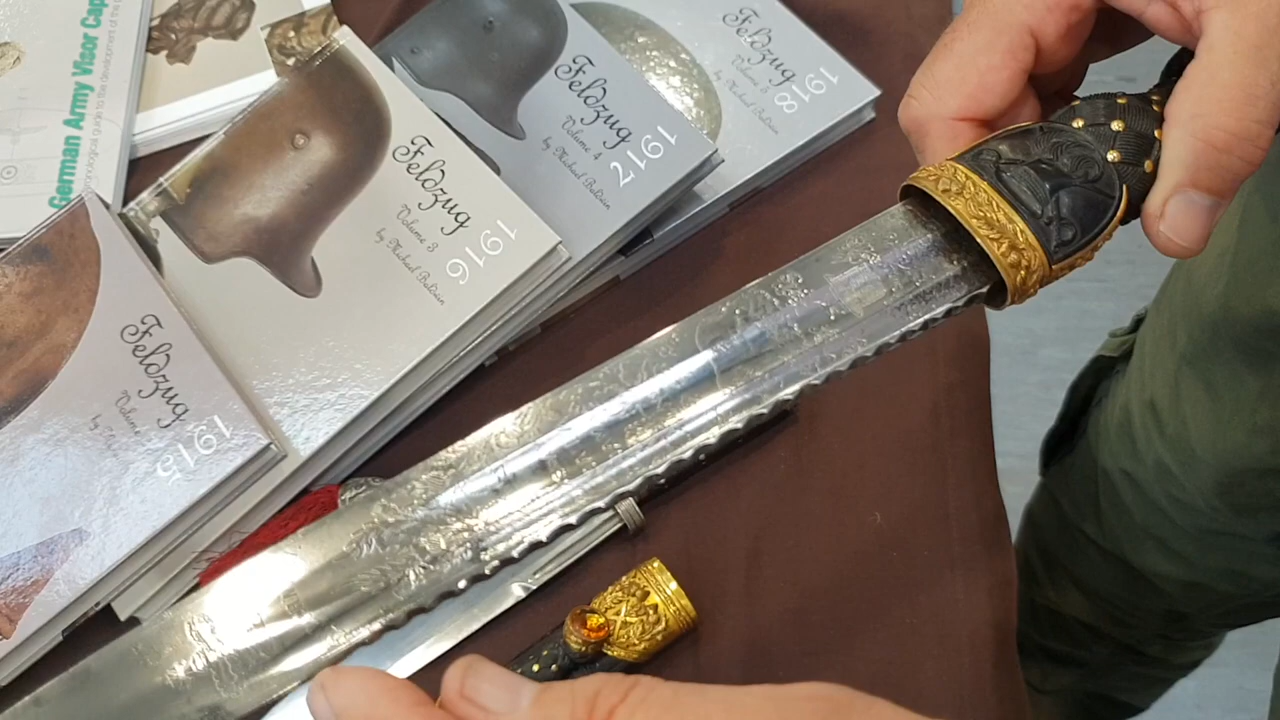 German Army Visor Cap
Feldzug
1915
Feldzug
Volume 3
by Michael Baldwin
1916
Feldzug
Volume 4
by Michael Baldwin
1917
Feldzug
Volume 5
by Michael Baldwin
1918